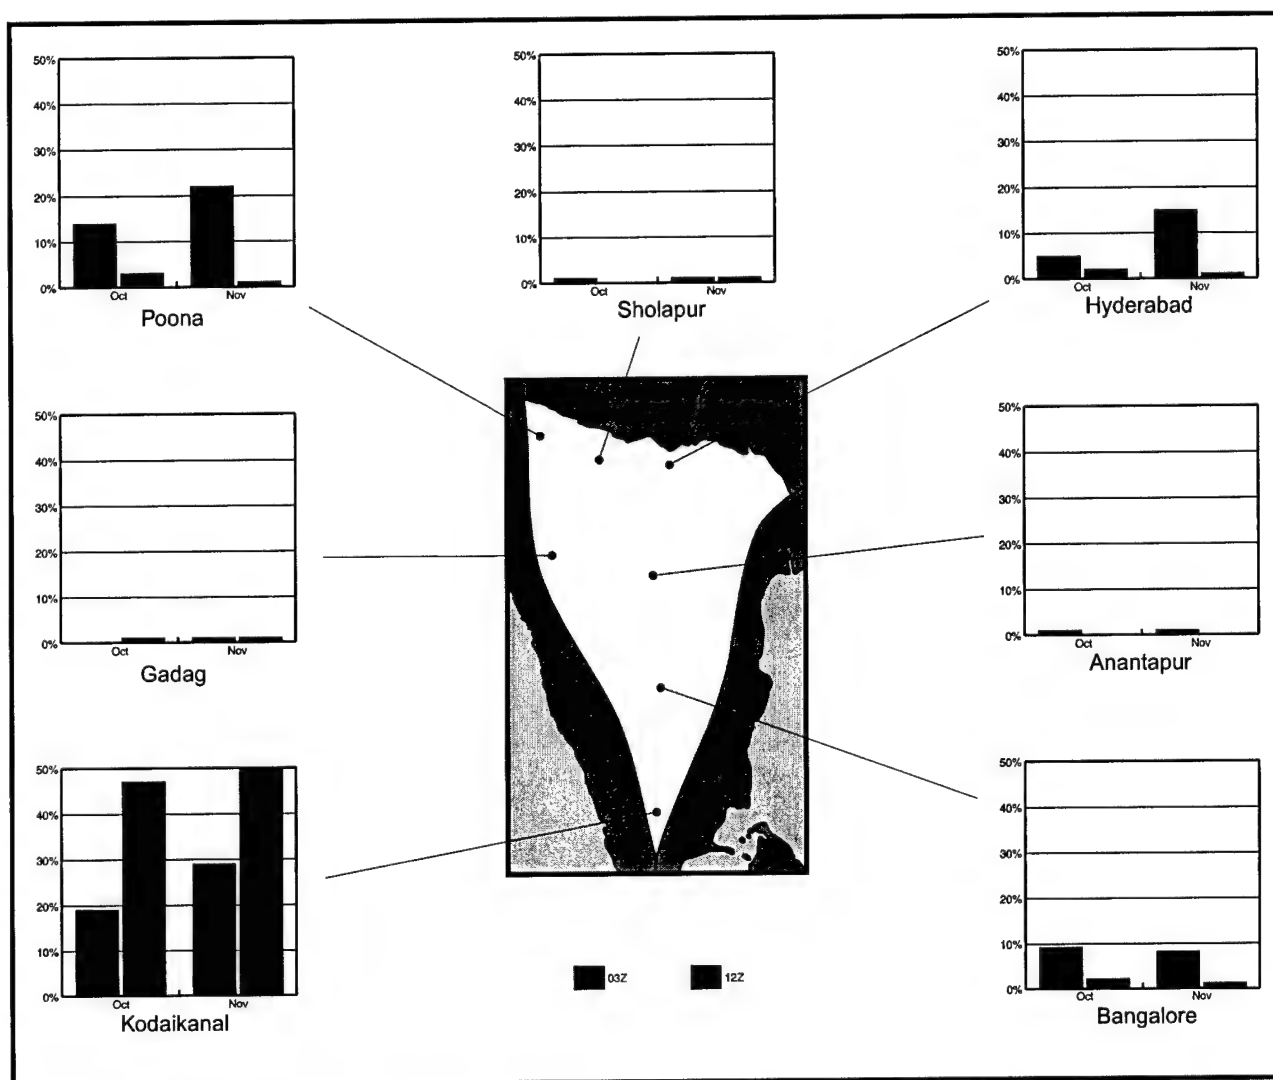 50%
40%
30%
20%
10%
0%
Oct
Nov
Poona
50%
40%
30%
20%
10%
0%
Oct
Nov
Sholapur
50%
40%
30%
20%
10%
0%
Oct
Nov
Hyderabad
50%
40%
30%
20%
10%
0%
Oct
Nov
Gadag
50%
40%
30%
20%
10%
0%
Oct
Nov
Anantapur
50%
40%
30%
20%
10%
0%
Oct
Nov
Kodaikanal
03Z
12Z
50%
40%
30%
20%
10%
0%
Oct
Nov
Bangalore